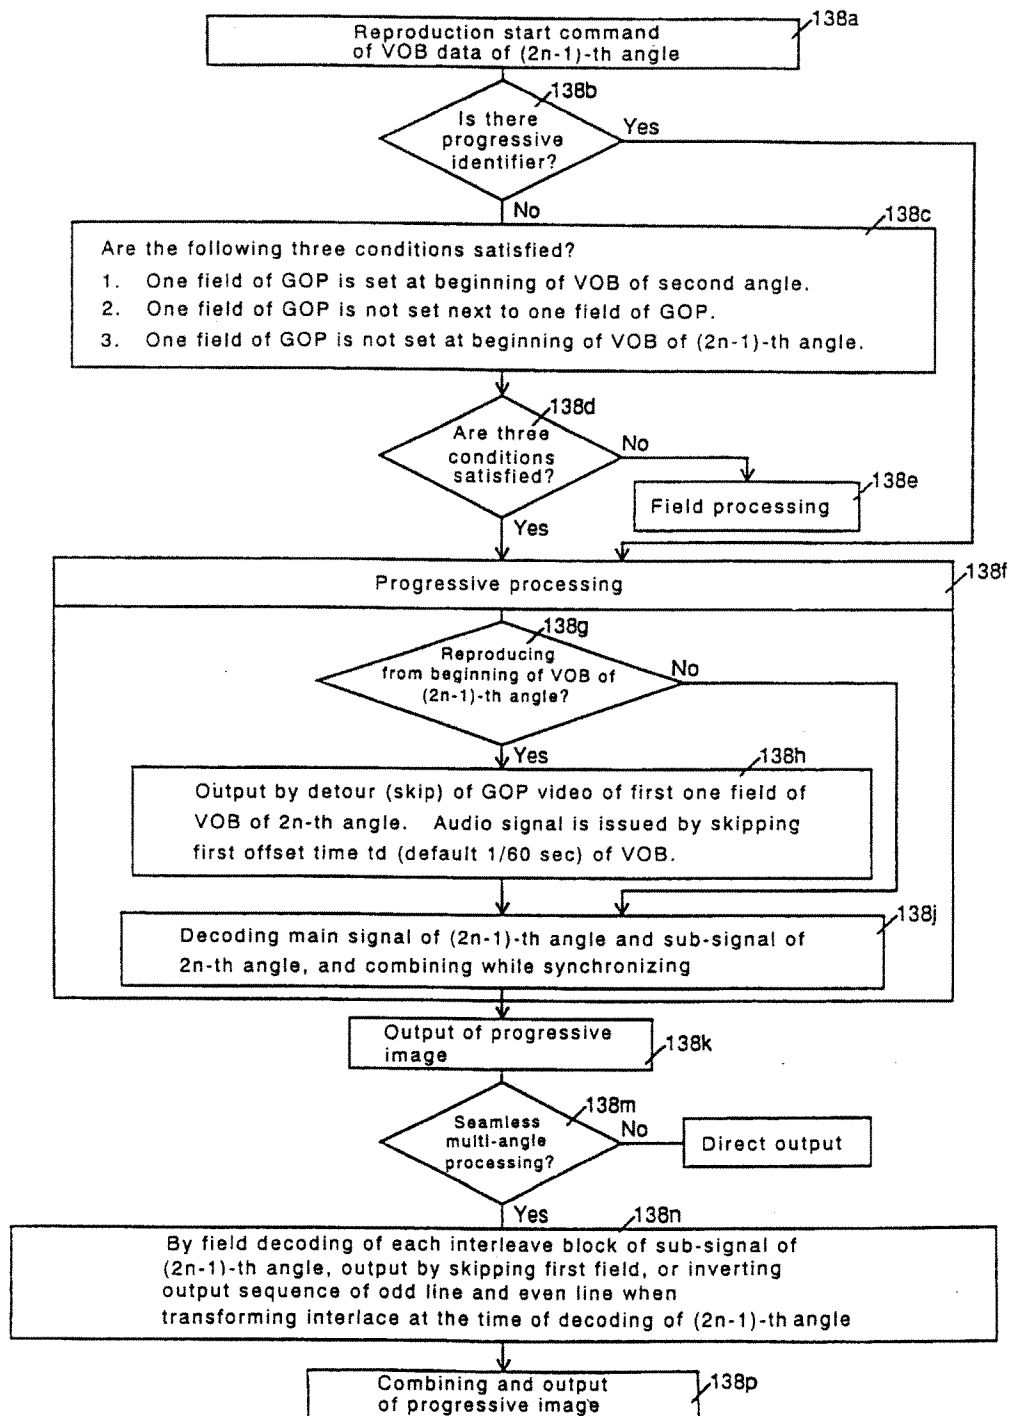 138a
Reproduction start command
of VOB data of (2n-1)-th angle
138b
Is there
progressive
identifier?
Yes
No
138c
Are the following three conditions satisfied?
1. One field of GOP is set at beginning of VOB of second angle.
2. One field of GOP is not set next to one field of GOP.
3. One field of GOP is not set at beginning of VOB of (2n-1)-th angle.
138d
Are three
conditions
satisfied?
No
138e
Field processing
Yes
138f
Progressive processing
138g
Reproducing
from beginning of VOB of
(2n-1)-th angle?
No
Yes
138h
Output by detour (skip) of GOP video of first one field of
VOB of 2n-th angle. Audio signal is issued by skipping
first offset time td (default 1/60 sec) of VOB.
138j
Decoding main signal of (2n-1)-th angle and sub-signal of
2n-th angle, and combining while synchronizing
Output of progressive
image
138k
138m
Seamless
multi-angle
processing?
No
Direct output
Yes
138n
By field decoding of each interleave block of sub-signal of
(2n-1)-th angle, output by skipping first field, or inverting
output sequence of odd line and even line when
transforming interlace at the time of decoding of (2n-1)-th angle
Combining and output
of progressive image
138p